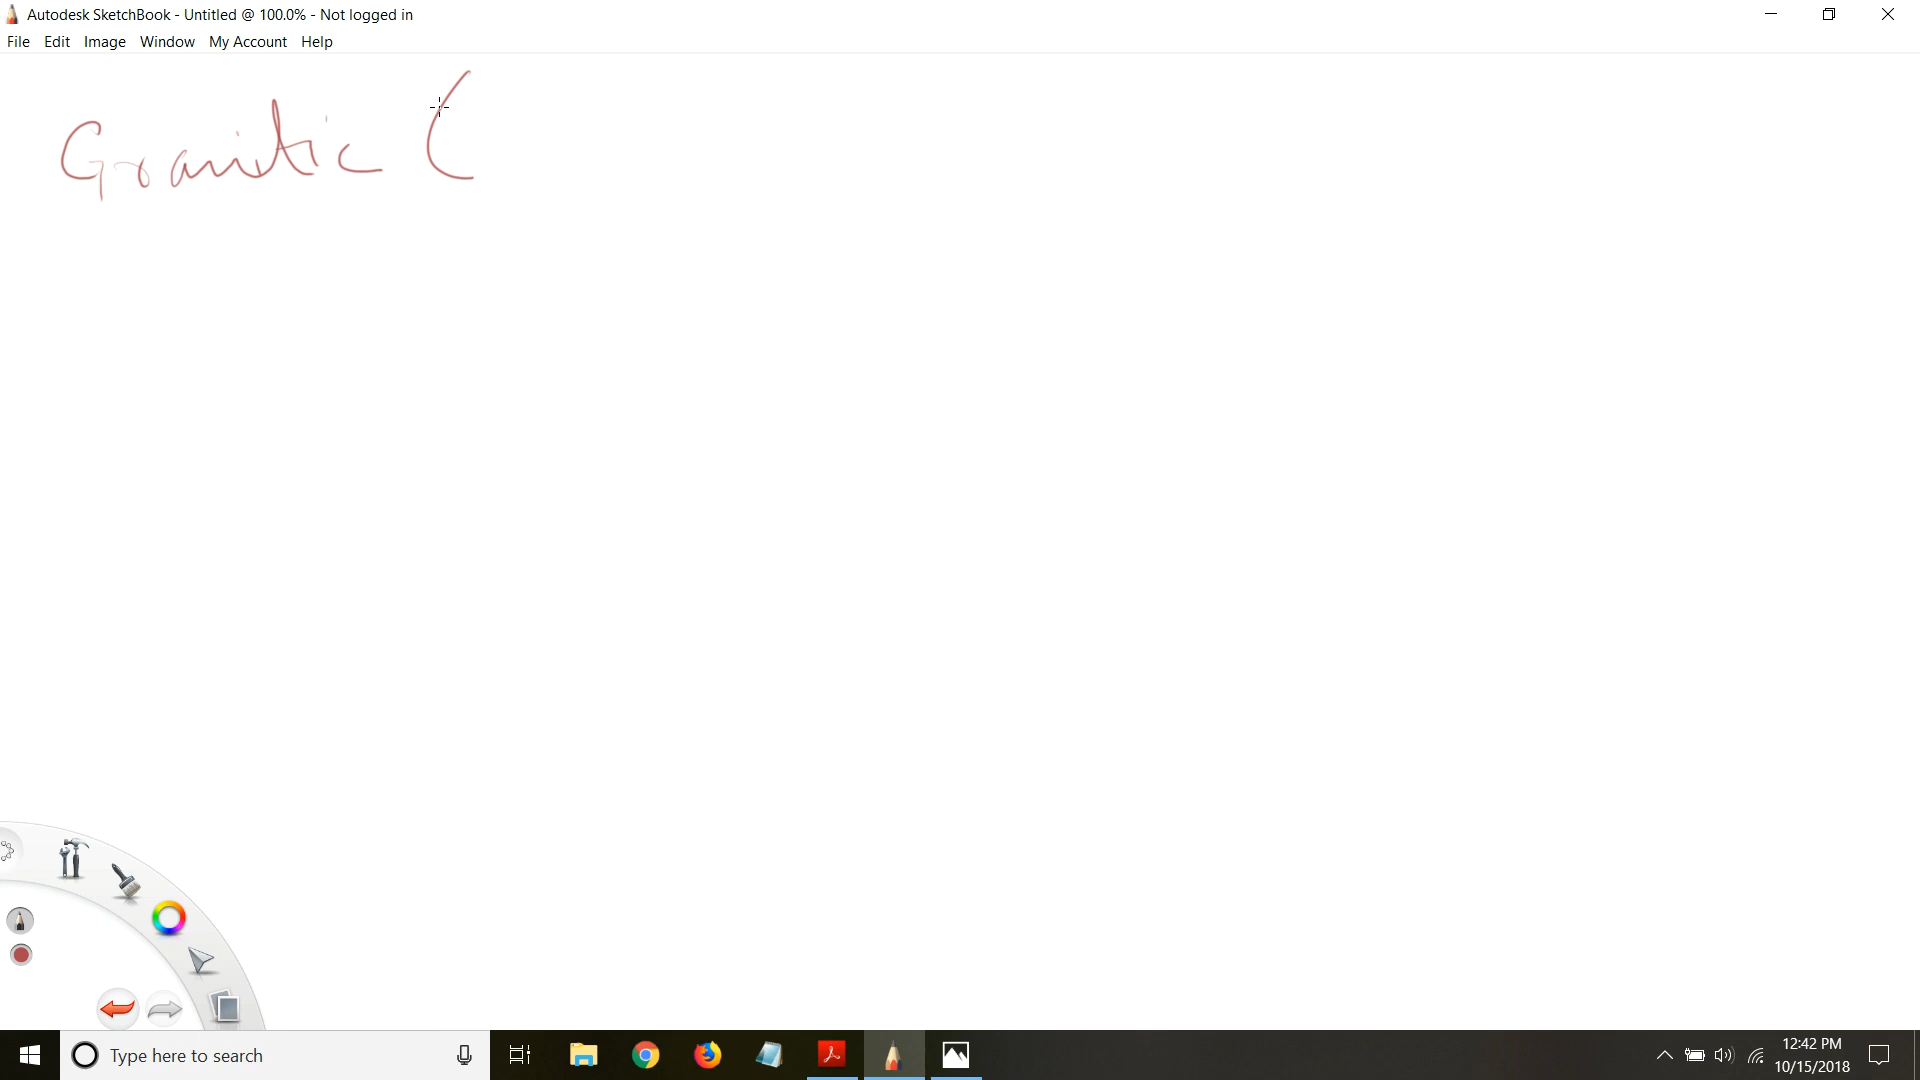 Autodesk SketchBook - Untitled @ 100.0% - Not logged in
File Edit Image Window My Account Help
Granitic (
Type here to search
12:42 PM
10/15/2018